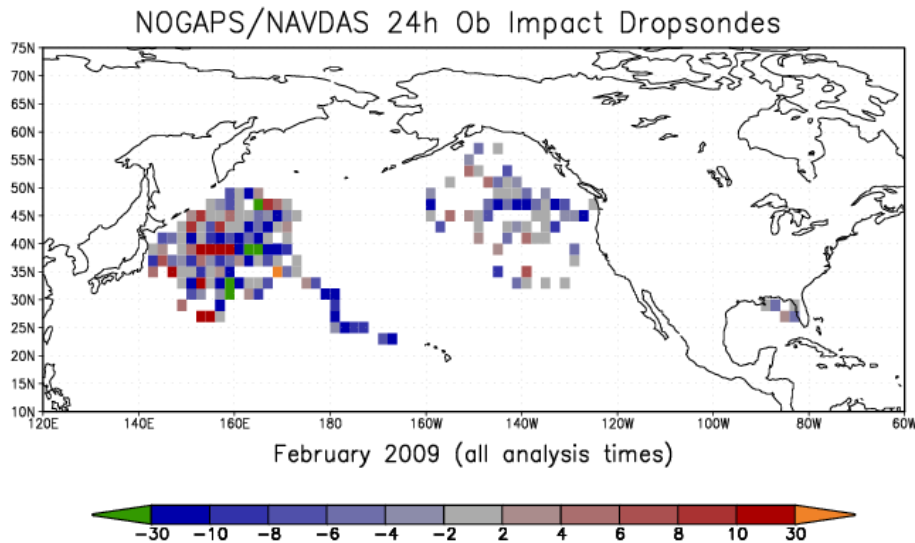 NOGAPS/NAVDAS 24h Ob Impact Dropsondes
75N
70N
65N
60N
55N
50N
45N
40N
35N
30N
25N
20N
15N
10N
120E 140E 160E 180 160W 140W 120W 100W 80W 60W
February 2009 (all analysis times)
-30 -10 -8 -6 -4 -2 2 4 6 8 10 30